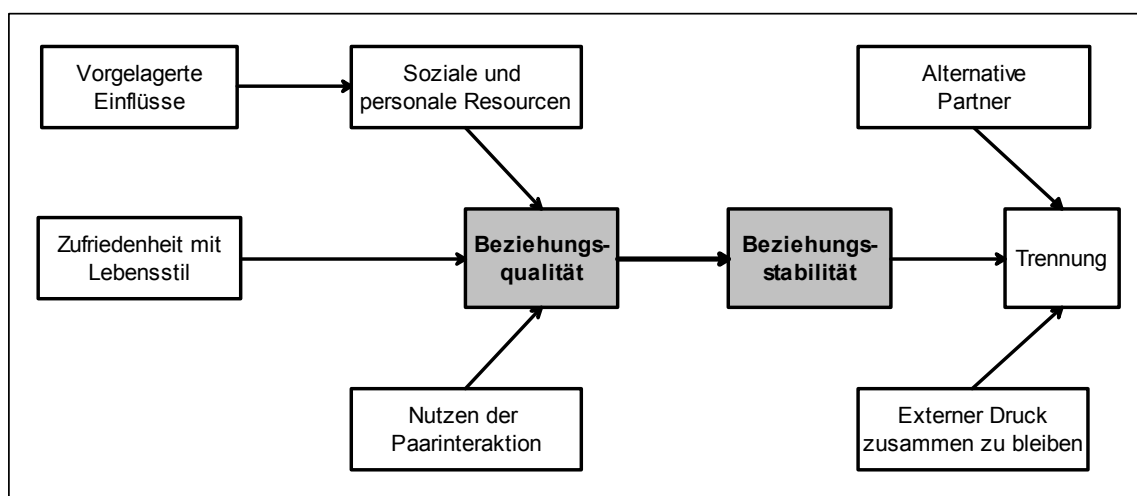 Vorgelagerte
Einflüsse
Soziale und
personale Resourcen
Alternative
Partner
Zufriedenheit mit
Lebensstil
Beziehungs-
qualität
Beziehungs-
stabilität
Trennung
Nutzen der
Paarinteraktion
Externer Druck
zusammen zu bleiben